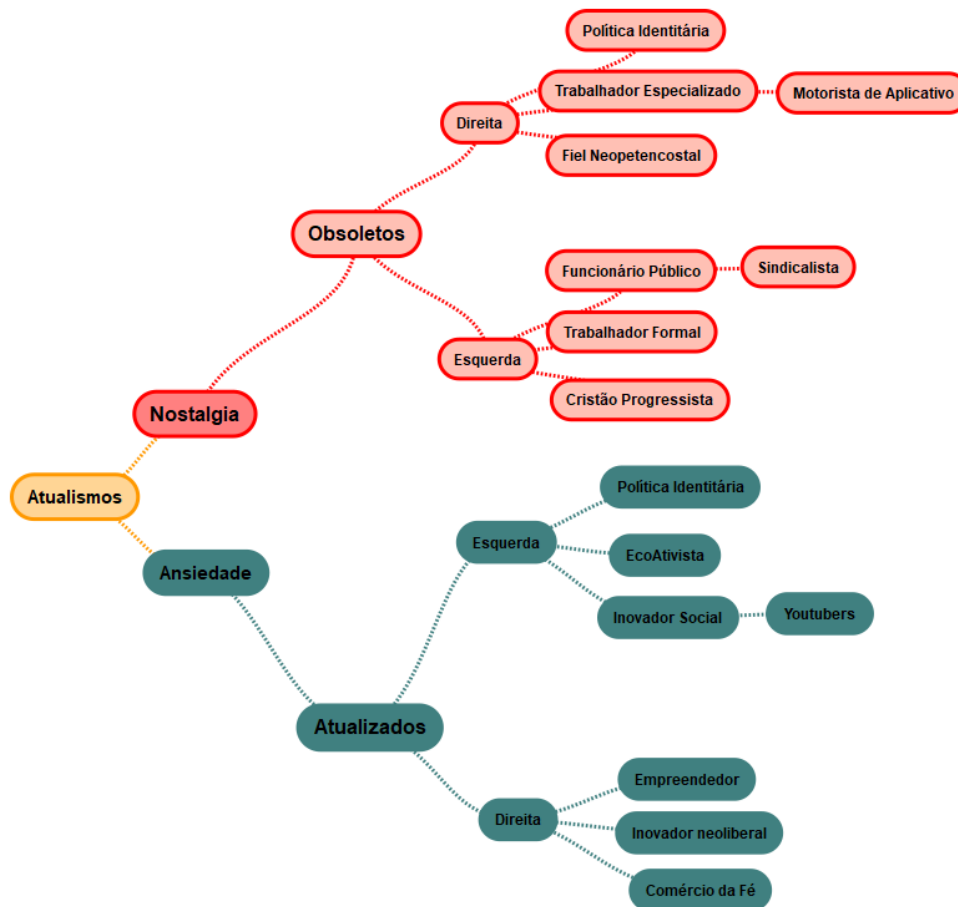 Política Identitária
Trabalhador Especializado
Motorista de Aplicativo
Direita
Fiel Neopetencostal
Obsoletos
Funcionário Público
Sindicalista
Trabalhador Formal
Esquerda
Cristão Progressista
Nostalgia
Atualismos
Política Identitária
Esquerda
EcoAtivista
Ansiedade
Inovador Social
Youtubers
Atualizados
Empreendedor
Direita
Inovador neoliberal
Comércio da Fé